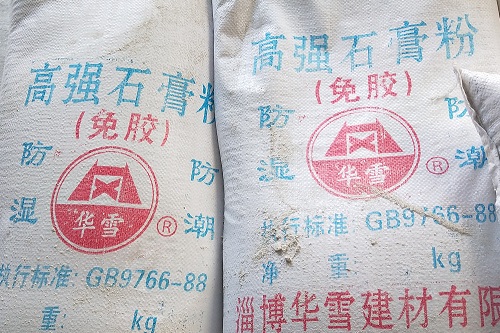 高强石膏粉
(免胶)
防 防
湿 潮
华雪®
执行标准: GB9766-88
重: kg
高强石膏粉
(免胶)
防
湿 潮
华雪®
执行标准 GB9766-88
净 重 kg
淄博华雪建材有限